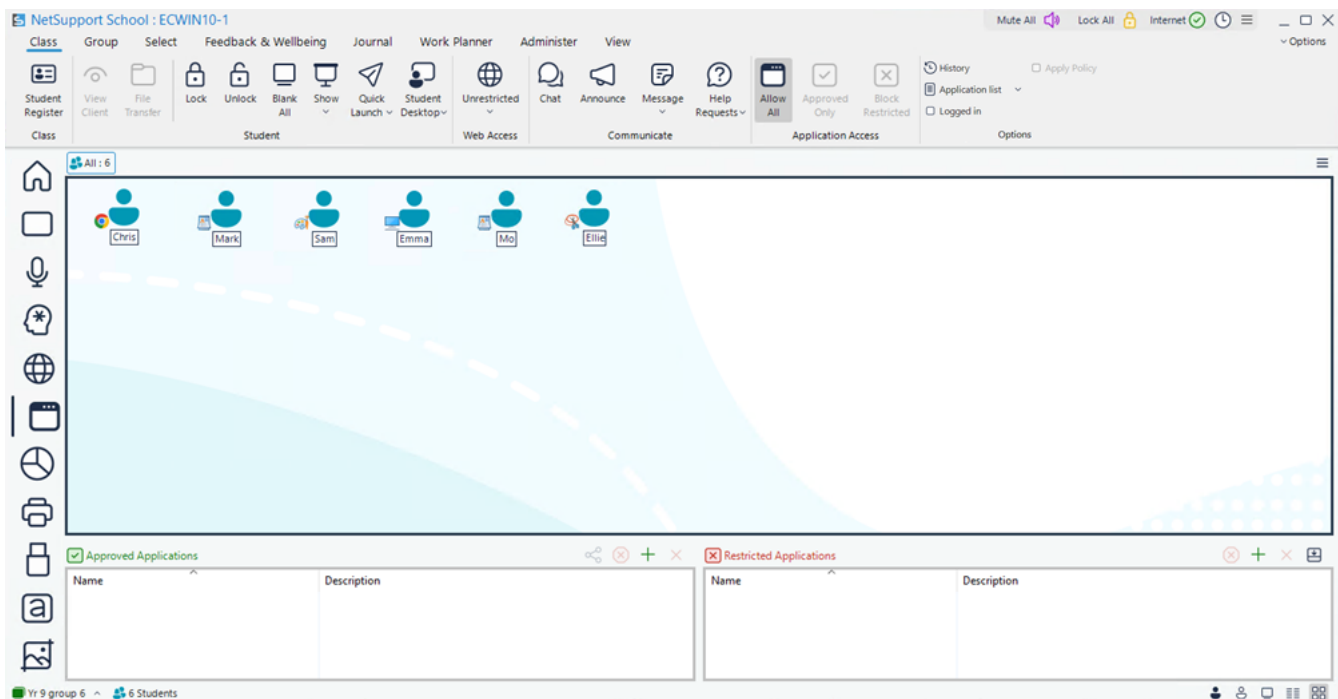 NetSupport School : ECWIN10-1
Mute All Lock All Internet
Class Group Select Feedback & Wellbeing Journal Work Planner Administer View Options
Student Register
View Client
File Transfer
Lock
Unlock
Blank All
Show
Quick Launch
Student Desktop
Unrestricted
Chat
Announce
Message
Help Requests
Allow All
Approved Only
Block Restricted
History
Apply Policy
Application list
Logged in
Class Student Web Access Communicate Application Access Options
All : 6
Chris Mark Sam Emma Mo Ellie
Approved Applications Restricted Applications
Name Description Name Description
a
Yr 9 group 6 6 Students